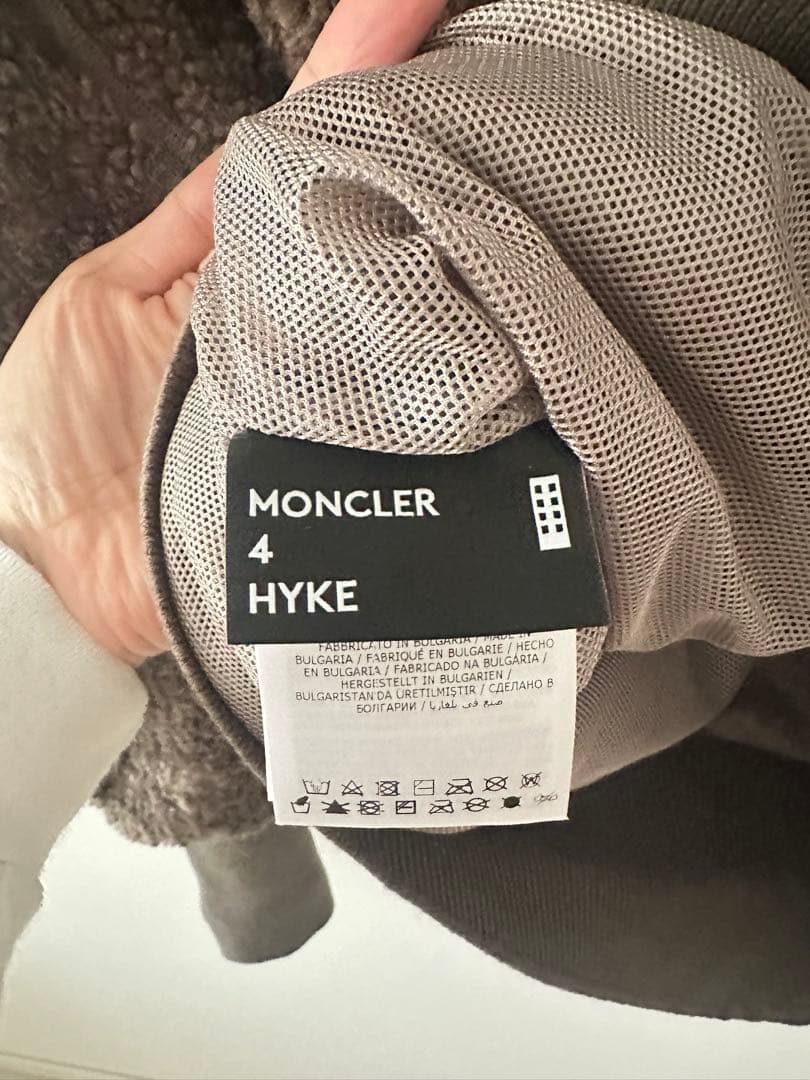 MONCLER
4
HYKE
FABBRICATO IN BULGARIA / MADE IN
BULGARIA / FABRIQUÉ EN BULGARIE / HECHO
EN BULGARIA / FABRICADO NA BULGÁRIA /
HERGESTELLT IN BULGARIEN /
BULGARISTAN'DA ÜRETILMIŞTIR / СДЕЛАНО В
БОЛГАРИИ / صنع في بلغاريا